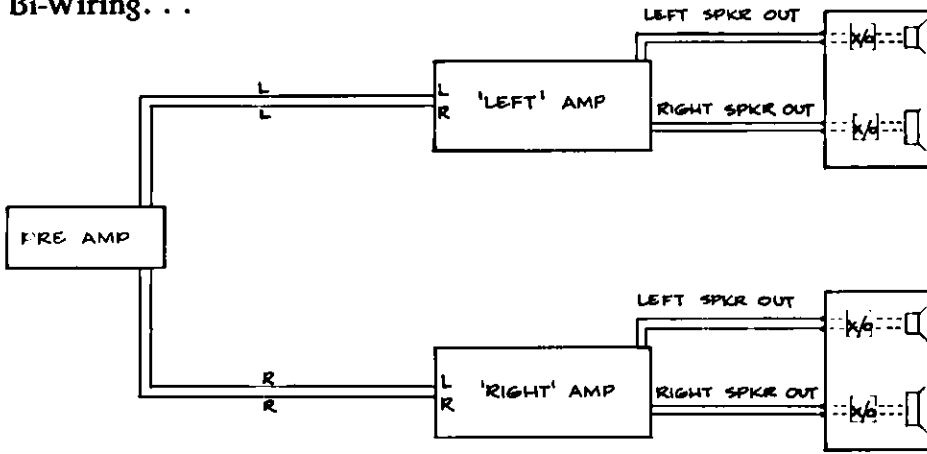 Bi-Wiring. . .
LEFT SPKR OUT
[X/O]
L
L
L
R
'LEFT' AMP
RIGHT SPKR OUT
[X/O]
PRE AMP
LEFT SPKR OUT
[X/O]
R
R
L
R
'RIGHT' AMP
RIGHT SPKR OUT
[X/O]